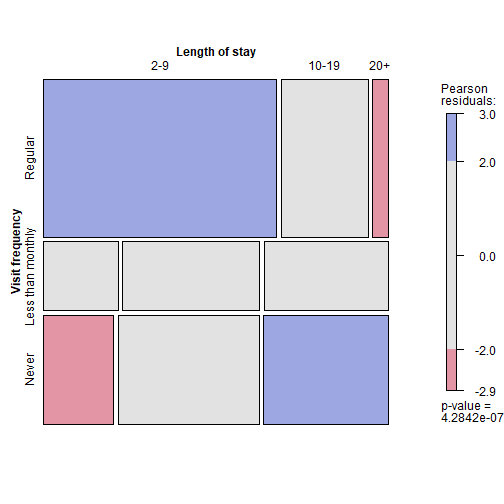 Length of stay
2-9 10-19 20+
Visit frequency
Regular
Less than monthly
Never
Pearson
residuals:
3.0
2.0
0.0
-2.0
-2.9
p-value =
4.2842e-07